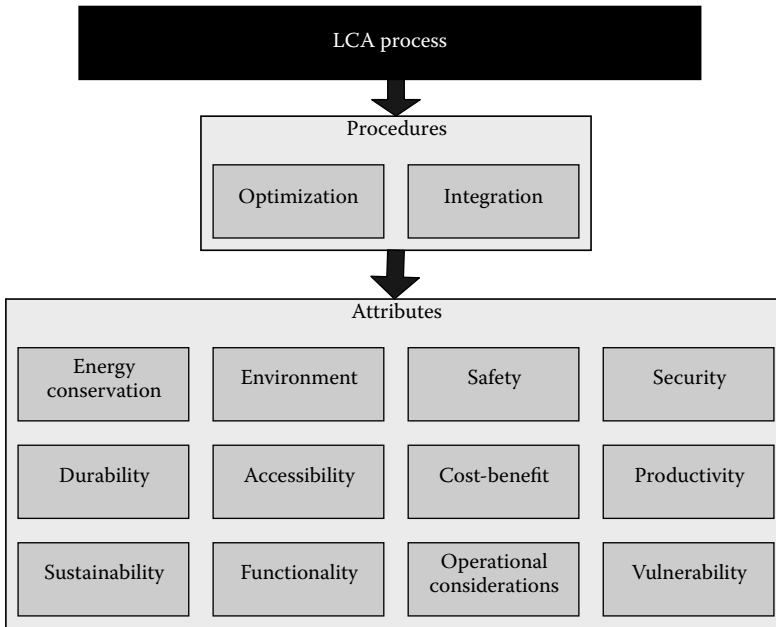 LCA process
Procedures
Optimization
Integration
Attributes
Energy
conservation
Environment
Safety
Security
Durability
Accessibility
Cost-benefit
Productivity
Sustainability
Functionality
Operational
considerations
Vulnerability